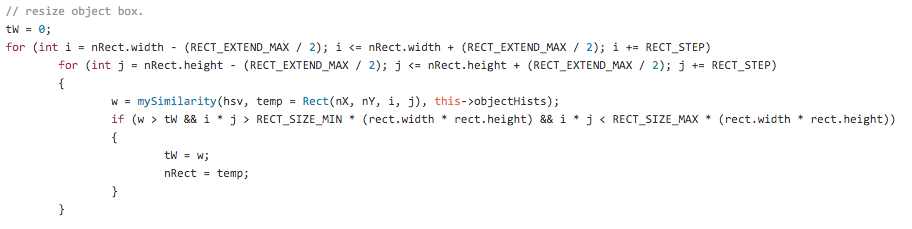 // resize object box.
tW = 0;
for (int i = nRect.width - (RECT_EXTEND_MAX / 2); i <= nRect.width + (RECT_EXTEND_MAX / 2); i += RECT_STEP)
for (int j = nRect.height - (RECT_EXTEND_MAX / 2); j <= nRect.height + (RECT_EXTEND_MAX / 2); j += RECT_STEP)
{
w = mySimilarity(hsv, temp = Rect(nX, nY, i, j), this->objectHists);
if (w > tW && i * j > RECT_SIZE_MIN * (rect.width * rect.height) && i * j < RECT_SIZE_MAX * (rect.width * rect.height))
{
tW = w;
nRect = temp;
}
}